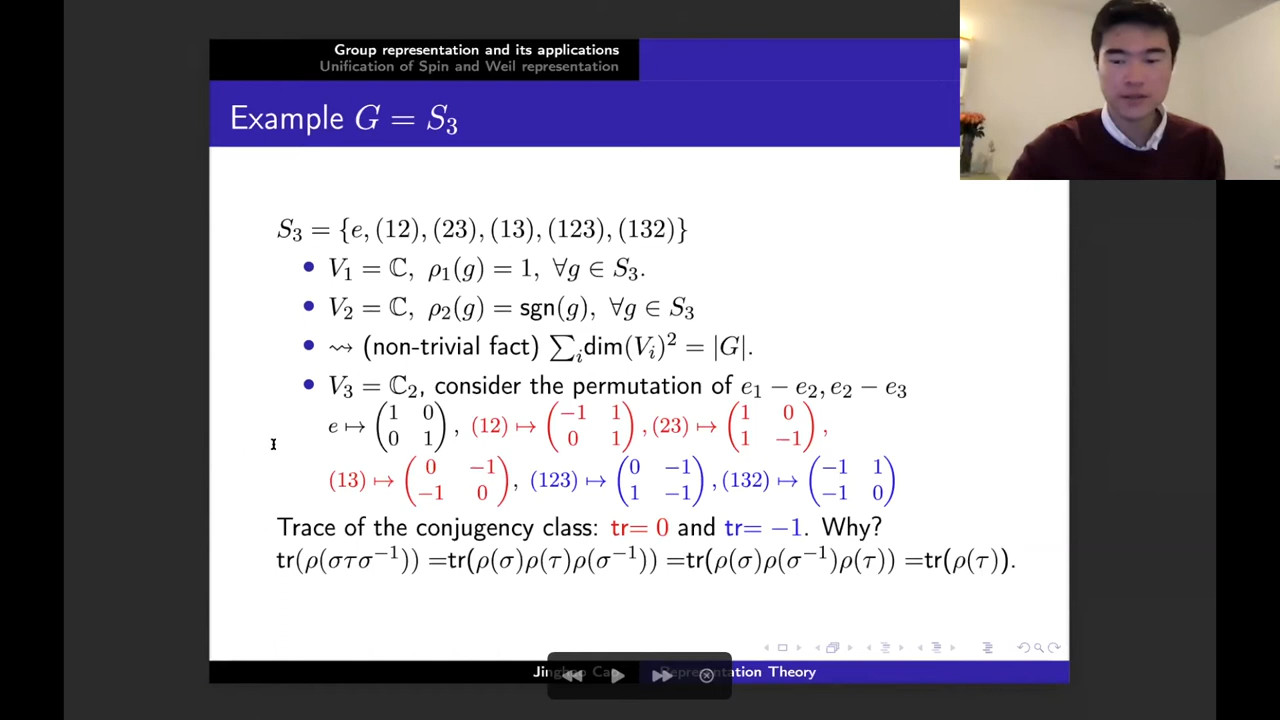 Group representation and its applications
Unification of Spin and Weil representation
Example G = S₃
S₃ = {e, (12), (23), (13), (123), (132)}
• V₁ = ℂ, ρ₁(g) = 1, ∀g ∈ S₃.
• V₂ = ℂ, ρ₂(g) = sgn(g), ∀g ∈ S₃
• ⇝ (non-trivial fact) ∑ᵢdim(Vᵢ)² = |G|.
• V₃ = ℂ₂, consider the permutation of e₁ − e₂, e₂ − e₃
e ↦ (1 0; 0 1), (12) ↦ (−1 1; 0 1), (23) ↦ (1 0; 1 −1),
(13) ↦ (0 −1; −1 0), (123) ↦ (0 −1; 1 −1), (132) ↦ (−1 1; −1 0)
Trace of the conjugency class: tr= 0 and tr= −1. Why?
tr(ρ(στσ⁻¹)) =tr(ρ(σ)ρ(τ)ρ(σ⁻¹)) =tr(ρ(σ)ρ(σ⁻¹)ρ(τ)) =tr(ρ(τ)).
Theory